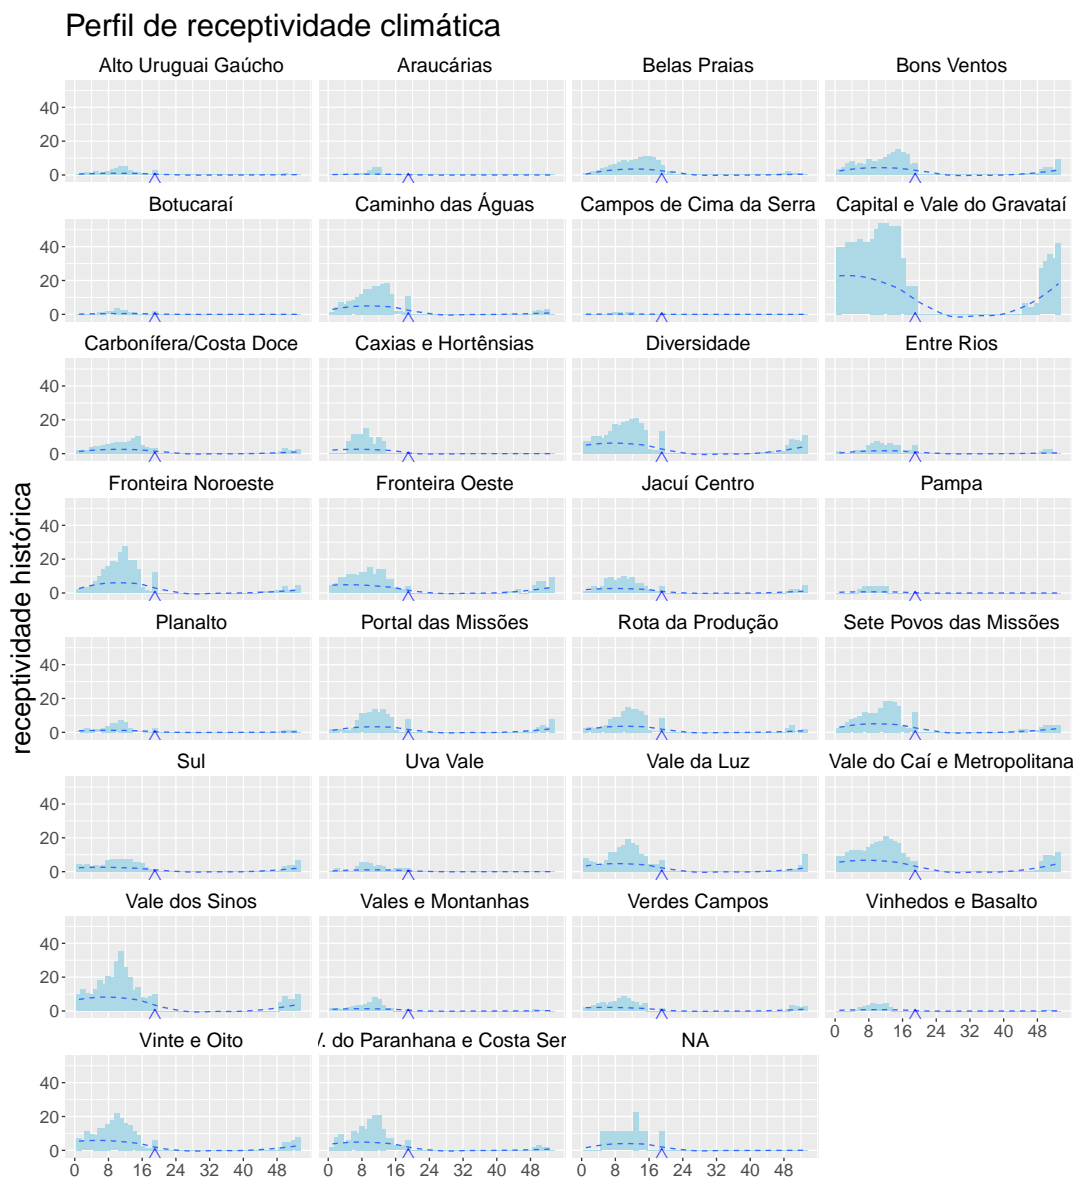 Perfil de receptividade climática
Alto Uruguai Gaúcho Araucárias Belas Praias Bons Ventos
40
20
0
Botucaraí Caminho das Águas Campos de Cima da Serra Capital e Vale do Gravataí
40
20
0
Carbonífera/Costa Doce Caxias e Hortênsias Diversidade Entre Rios
40
20
0
Fronteira Noroeste Fronteira Oeste Jacuí Centro Pampa
40
20
0
receptividade histórica
Planalto Portal das Missões Rota da Produção Sete Povos das Missões
40
20
0
Sul Uva Vale Vale da Luz Vale do Caí e Metropolitana
40
20
0
Vale dos Sinos Vales e Montanhas Verdes Campos Vinhedos e Basalto
40
20
0
0 8 16 24 32 40 48
Vinte e Oito V. do Paranhana e Costa Ser NA
40
20
0
0 8 16 24 32 40 48 0 8 16 24 32 40 48 0 8 16 24 32 40 48